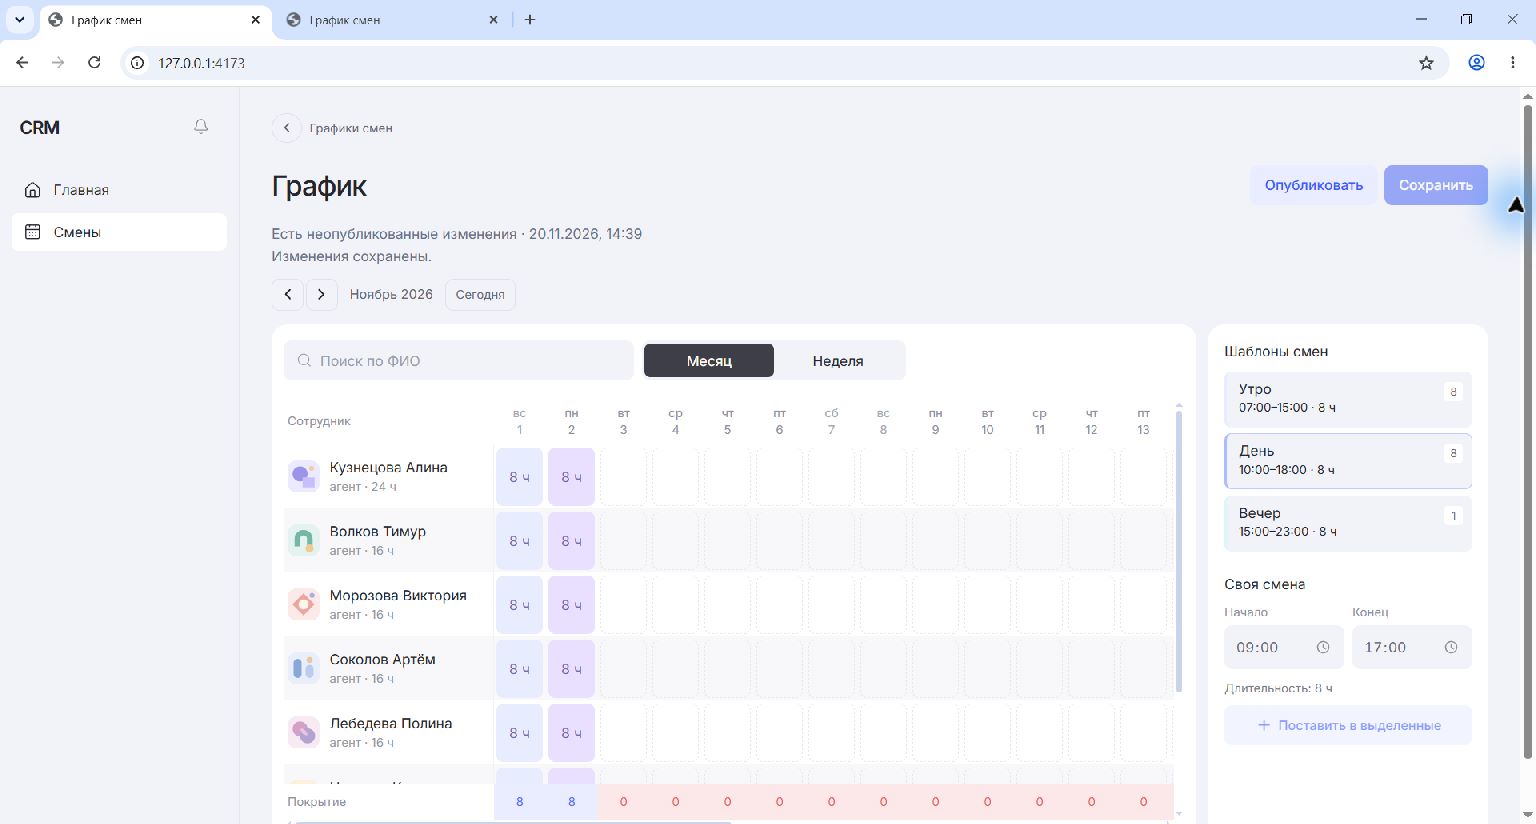 График смен
График смен
127.0.0.1:4173
CRM
Главная
Смены
Графики смен
График
Опубликовать
Сохранить
Есть неопубликованные изменения · 20.11.2026, 14:39
Изменения сохранены.
Ноябрь 2026
Сегодня
Поиск по ФИО
Месяц
Неделя
Сотрудник
вс пн вт ср чт пт сб вс пн вт ср чт пт
1 2 3 4 5 6 7 8 9 10 11 12 13
Кузнецова Алина
агент · 24 ч
8 ч 8 ч
Волков Тимур
агент · 16 ч
8 ч 8 ч
Морозова Виктория
агент · 16 ч
8 ч 8 ч
Соколов Артём
агент · 16 ч
8 ч 8 ч
Лебедева Полина
агент · 16 ч
8 ч 8 ч
Покрытие 8 8 0 0 0 0 0 0 0 0 0 0 0
Шаблоны смен
Утро 8
07:00–15:00 · 8 ч
День 8
10:00–18:00 · 8 ч
Вечер 1
15:00–23:00 · 8 ч
Своя смена
Начало Конец
09:00 17:00
Длительность: 8 ч
Поставить в выделенные